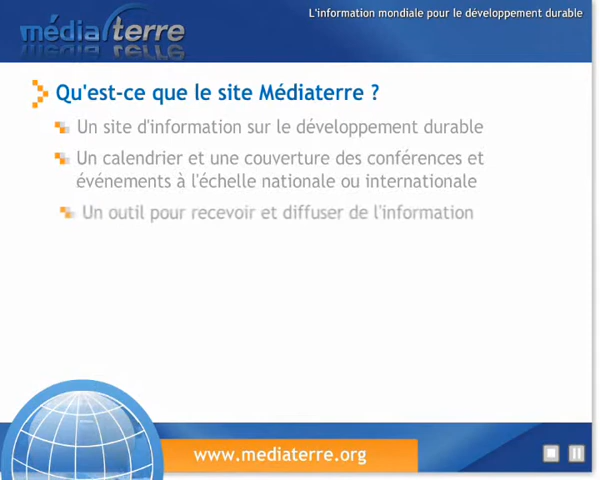 L'information mondiale pour le développement durable
médiaterre
Qu'est-ce que le site Médiaterre ?
Un site d'information sur le développement durable
Un calendrier et une couverture des conférences et
événements à l'échelle nationale ou internationale
Un outil pour recevoir et diffuser de l'information
www.mediaterre.org